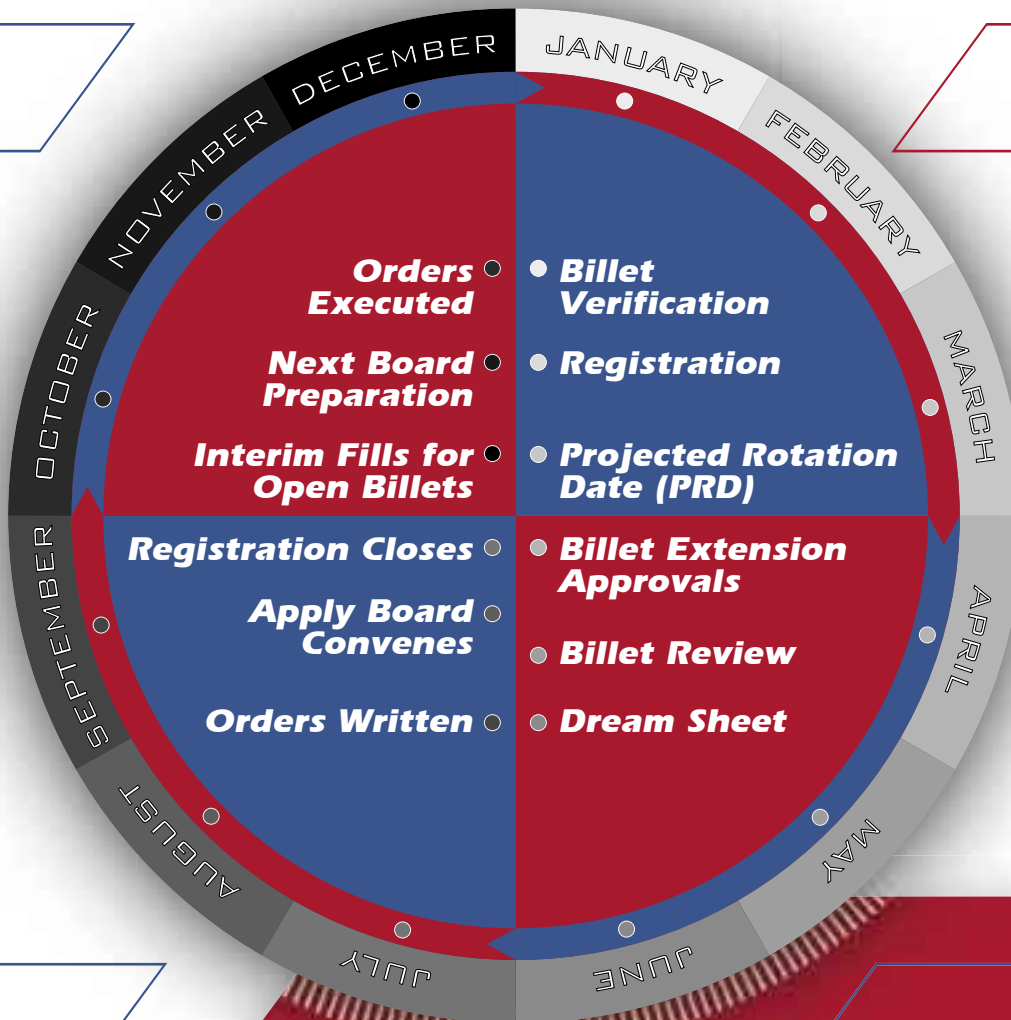 JANUARY
FEBRUARY
MARCH
APRIL
MAY
JUNE
JULY
AUGUST
SEPTEMBER
OCTOBER
NOVEMBER
DECEMBER
Billet
Verification
Registration
Projected Rotation
Date (PRD)
Billet Extension
Approvals
Billet Review
Dream Sheet
Registration Closes
Apply Board
Convenes
Orders Written
Orders
Executed
Next Board
Preparation
Interim Fills for
Open Billets